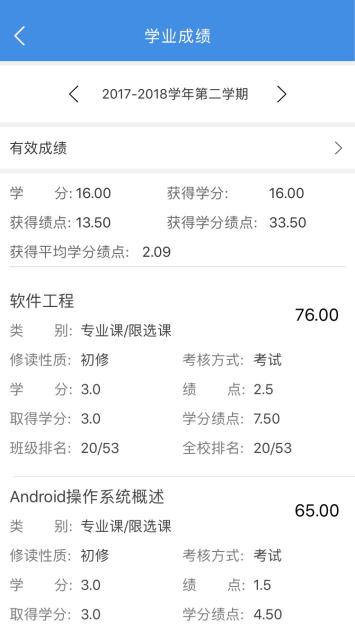 学业成绩
2017-2018学年第二学期
有效成绩
学 分: 16.00 获得学分: 16.00
获得绩点: 13.50 获得学分绩点: 33.50
获得平均学分绩点: 2.09
软件工程
76.00
类 别: 专业课/限选课
修读性质: 初修 考核方式: 考试
学 分: 3.0 绩 点: 2.5
取得学分: 3.0 学分绩点: 7.50
班级排名: 20/53 全校排名: 20/53
Android操作系统概述
65.00
类 别: 专业课/限选课
修读性质: 初修 考核方式: 考试
学 分: 3.0 绩 点: 1.5
取得学分: 3.0 学分绩点: 4.50